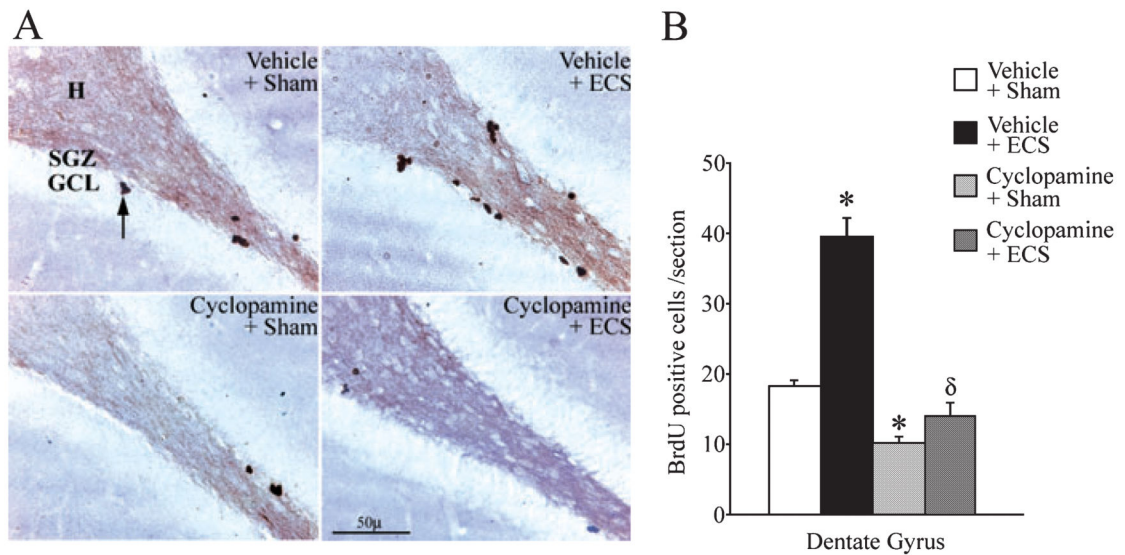 A
Vehicle
+ Sham
H
SGZ
GCL
Vehicle
+ ECS
Cyclopamine
+ Sham
Cyclopamine
+ ECS
50µ
B
Vehicle
+ Sham
Vehicle
+ ECS
Cyclopamine
+ Sham
Cyclopamine
+ ECS
BrdU positive cells /section
50
40
30
20
10
0
*
*
δ
Dentate Gyrus